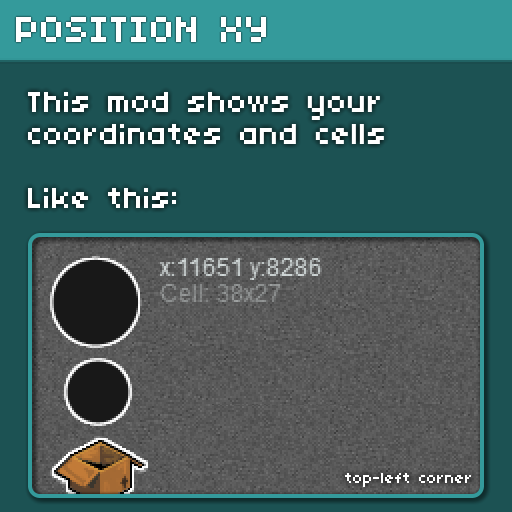 POSITION XY
This mod shows your
coordinates and cells
Like this:
x:11651 y:8286
Cell: 38x27
top-left corner